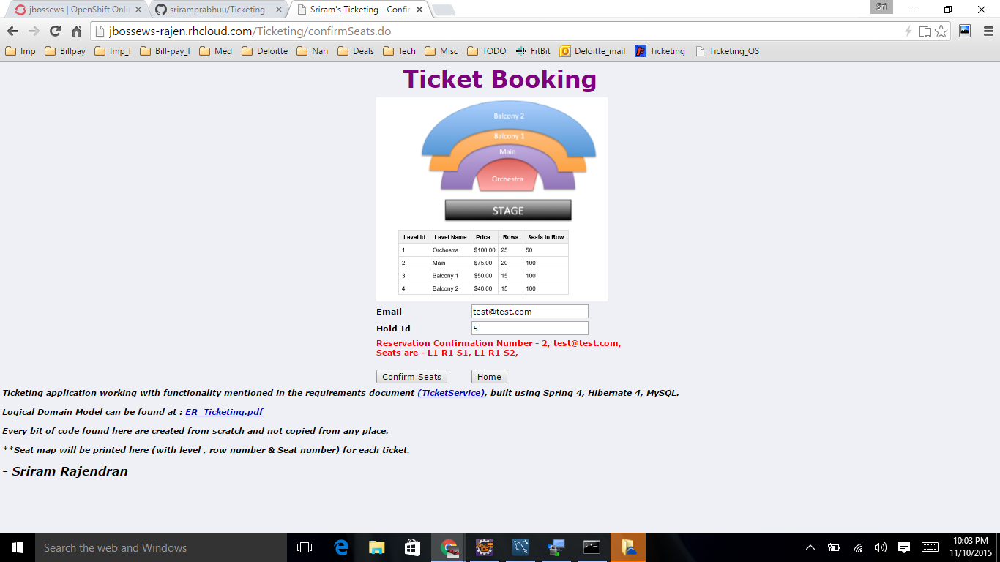 jbossews | OpenShift Onli
sriramprabhuu/Ticketing
Sriram's Ticketing - Confir
Sri
jbossews-rajen.rhcloud.com/Ticketing/confirmSeats.do
Imp Billpay Imp_I Bill-pay_I Med Deloitte Nari Deals Tech Misc TODO FitBit Deloitte_mail Ticketing Ticketing_OS
Ticket Booking
Balcony 2
Balcony 1
Main
Orchestra
STAGE
Level Id Level Name Price Rows Seats In Row
1 Orchestra $100.00 25 50
2 Main $75.00 20 100
3 Balcony 1 $50.00 15 100
4 Balcony 2 $40.00 15 100
Email test@test.com
Hold Id 5
Reservation Confirmation Number - 2, test@test.com,
Seats are - L1 R1 S1, L1 R1 S2,
Confirm Seats Home
Ticketing application working with functionality mentioned in the requirements document (TicketService), built using Spring 4, Hibernate 4, MySQL.
Logical Domain Model can be found at : ER_Ticketing.pdf
Every bit of code found here are created from scratch and not copied from any place.
**Seat map will be printed here (with level , row number & Seat number) for each ticket.
- Sriram Rajendran
Search the web and Windows
10:03 PM
11/10/2015